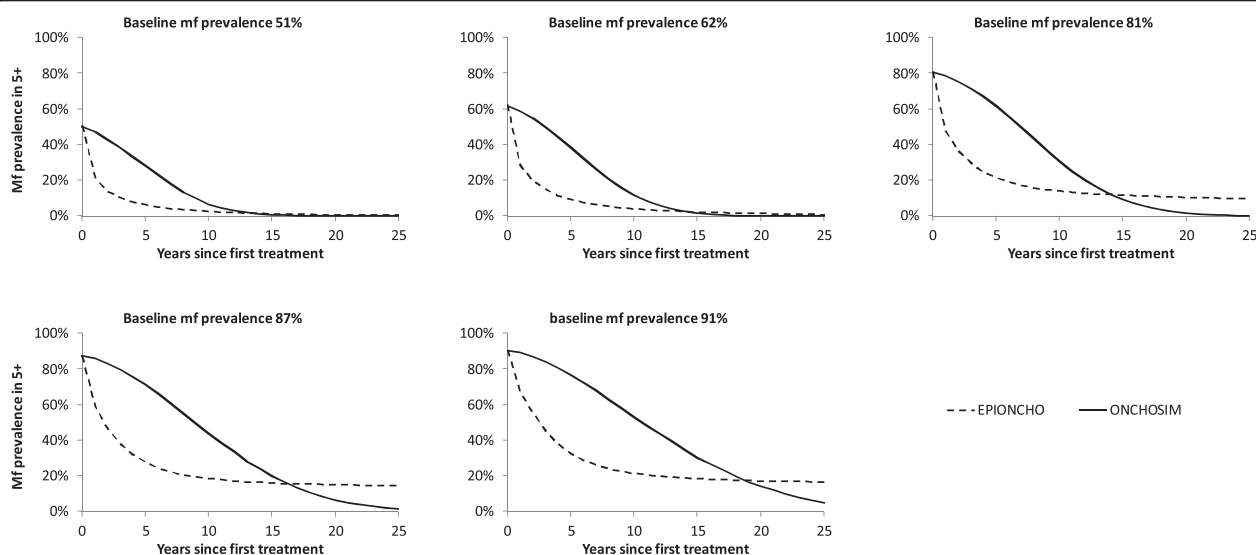 Baseline mf prevalence 51%
Mf prevalence in 5+
100%
80%
60%
40%
20%
0%
0 5 10 15 20 25
Years since first treatment
Baseline mf prevalence 62%
100%
80%
60%
40%
20%
0%
0 5 10 15 20 25
Years since first treatment
Baseline mf prevalence 81%
100%
80%
60%
40%
20%
0%
0 5 10 15 20 25
Years since first treatment
Baseline mf prevalence 87%
Mf prevalence in 5+
100%
80%
60%
40%
20%
0%
0 5 10 15 20 25
Years since first treatment
baseline mf prevalence 91%
100%
80%
60%
40%
20%
0%
0 5 10 15 20 25
Years since first treatment
EPIONCHO ONCHOSIM